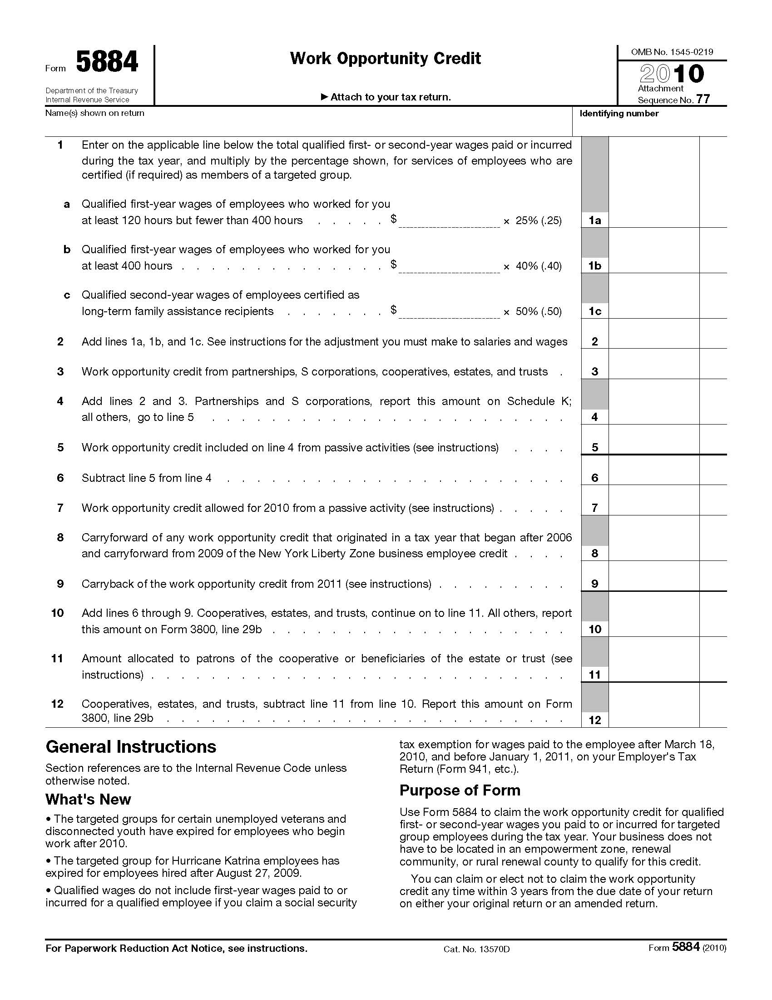 Form 5884
Department of the Treasury
Internal Revenue Service
Work Opportunity Credit
▶ Attach to your tax return.
OMB No. 1545-0219
2010
Attachment
Sequence No. 77
Name(s) shown on return
Identifying number
1 Enter on the applicable line below the total qualified first- or second-year wages paid or incurred
during the tax year, and multiply by the percentage shown, for services of employees who are
certified (if required) as members of a targeted group.
a Qualified first-year wages of employees who worked for you
at least 120 hours but fewer than 400 hours . . . . . $ × 25% (.25) 1a
b Qualified first-year wages of employees who worked for you
at least 400 hours . . . . . . . . . . . . . . $ × 40% (.40) 1b
c Qualified second-year wages of employees certified as
long-term family assistance recipients . . . . . . . $ × 50% (.50) 1c
2 Add lines 1a, 1b, and 1c. See instructions for the adjustment you must make to salaries and wages 2
3 Work opportunity credit from partnerships, S corporations, cooperatives, estates, and trusts . 3
4 Add lines 2 and 3. Partnerships and S corporations, report this amount on Schedule K;
all others, go to line 5 . . . . . . . . . . . . . . . . . . . . . . . . 4
5 Work opportunity credit included on line 4 from passive activities (see instructions) . . . . 5
6 Subtract line 5 from line 4 . . . . . . . . . . . . . . . . . . . . . . . 6
7 Work opportunity credit allowed for 2010 from a passive activity (see instructions) . . . . . 7
8 Carryforward of any work opportunity credit that originated in a tax year that began after 2006
and carryforward from 2009 of the New York Liberty Zone business employee credit . . . . 8
9 Carryback of the work opportunity credit from 2011 (see instructions) . . . . . . . . . 9
10 Add lines 6 through 9. Cooperatives, estates, and trusts, continue on to line 11. All others, report
this amount on Form 3800, line 29b . . . . . . . . . . . . . . . . . . . . 10
11 Amount allocated to patrons of the cooperative or beneficiaries of the estate or trust (see
instructions) . . . . . . . . . . . . . . . . . . . . . . . . . . . . 11
12 Cooperatives, estates, and trusts, subtract line 11 from line 10. Report this amount on Form
3800, line 29b . . . . . . . . . . . . . . . . . . . . . . . . . . . 12
General Instructions
Section references are to the Internal Revenue Code unless
otherwise noted.
What's New
• The targeted groups for certain unemployed veterans and
disconnected youth have expired for employees who begin
work after 2010.
• The targeted group for Hurricane Katrina employees has
expired for employees hired after August 27, 2009.
• Qualified wages do not include first-year wages paid to or
incurred for a qualified employee if you claim a social security
tax exemption for wages paid to the employee after March 18,
2010, and before January 1, 2011, on your Employer's Tax
Return (Form 941, etc.).
Purpose of Form
Use Form 5884 to claim the work opportunity credit for qualified
first- or second-year wages you paid to or incurred for targeted
group employees during the tax year. Your business does not
have to be located in an empowerment zone, renewal
community, or rural renewal county to qualify for this credit.
You can claim or elect not to claim the work opportunity
credit any time within 3 years from the due date of your return
on either your original return or an amended return.
For Paperwork Reduction Act Notice, see instructions.
Cat. No. 13570D
Form 5884 (2010)